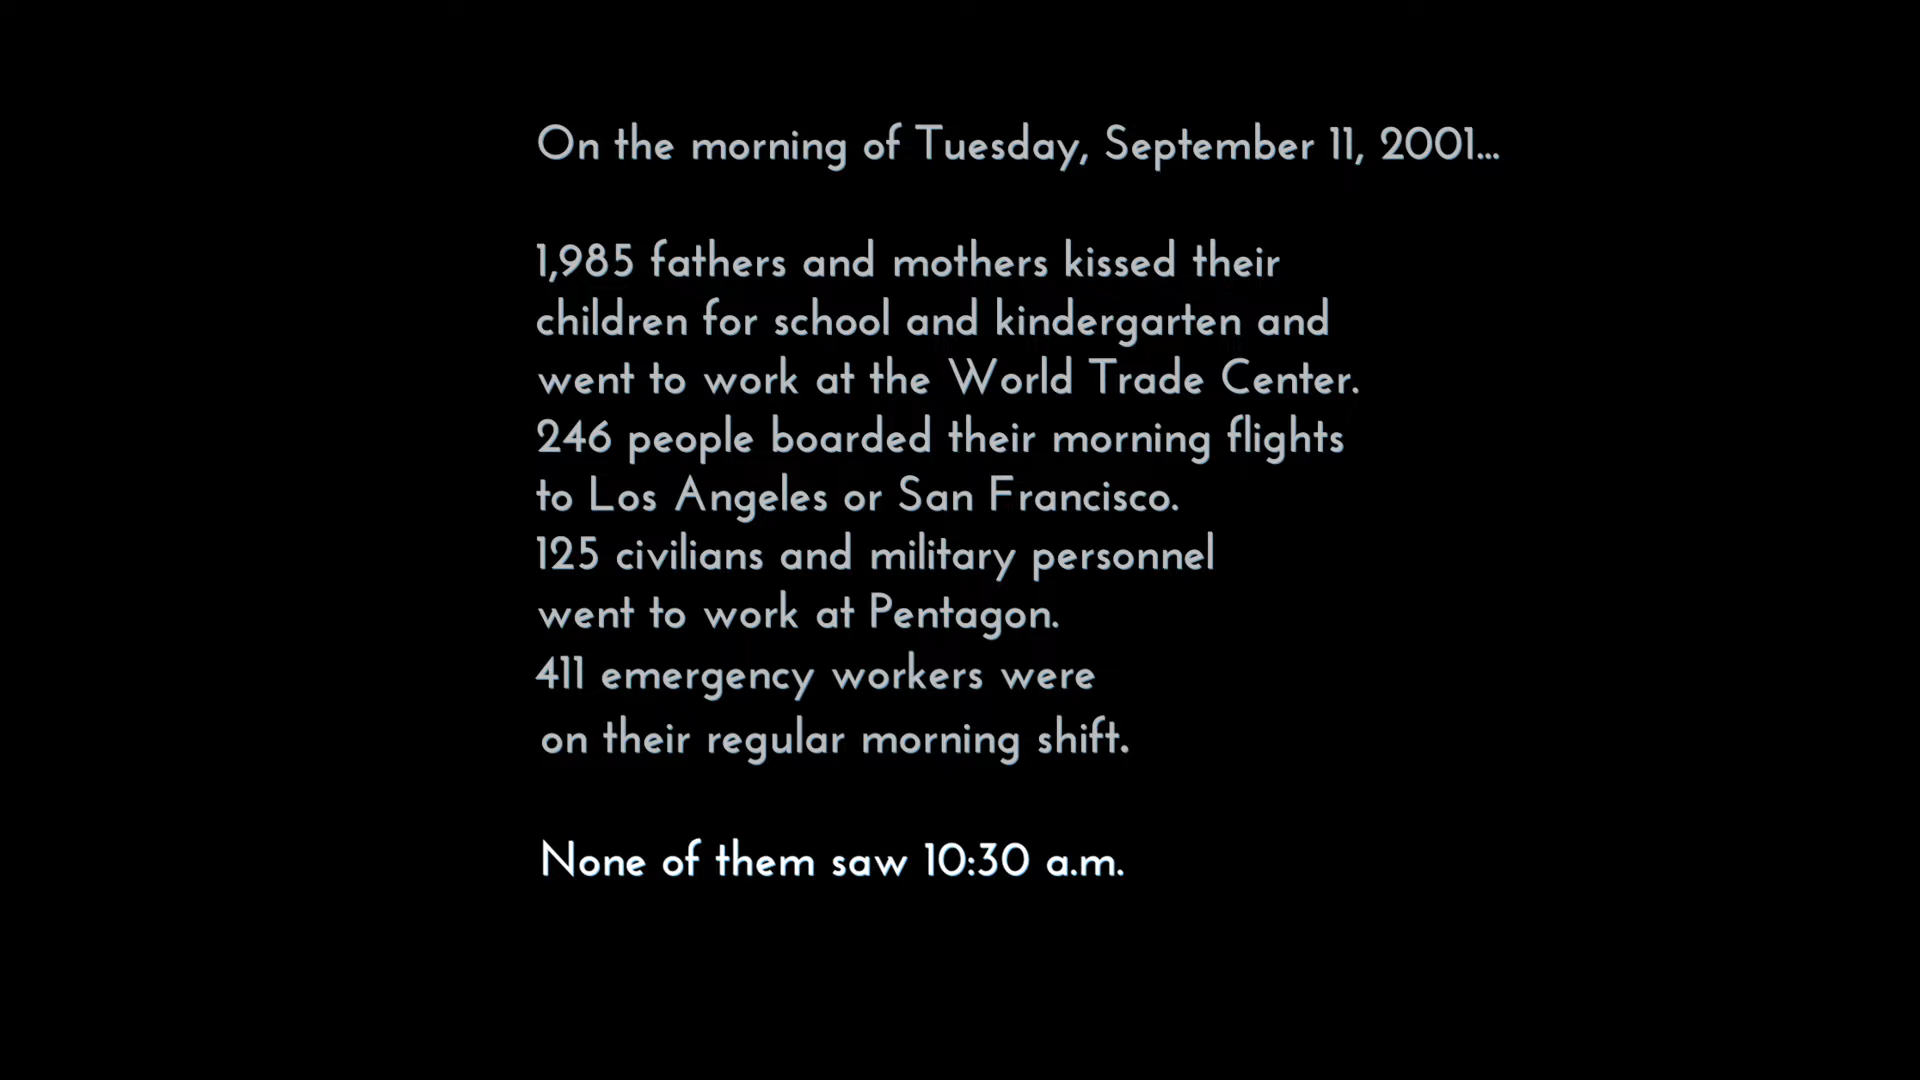 On the morning of Tuesday, September 11, 2001...
1,985 fathers and mothers kissed their
children for school and kindergarten and
went to work at the World Trade Center.
246 people boarded their morning flights
to Los Angeles or San Francisco.
125 civilians and military personnel
went to work at Pentagon.
411 emergency workers were
on their regular morning shift.
None of them saw 10:30 a.m.